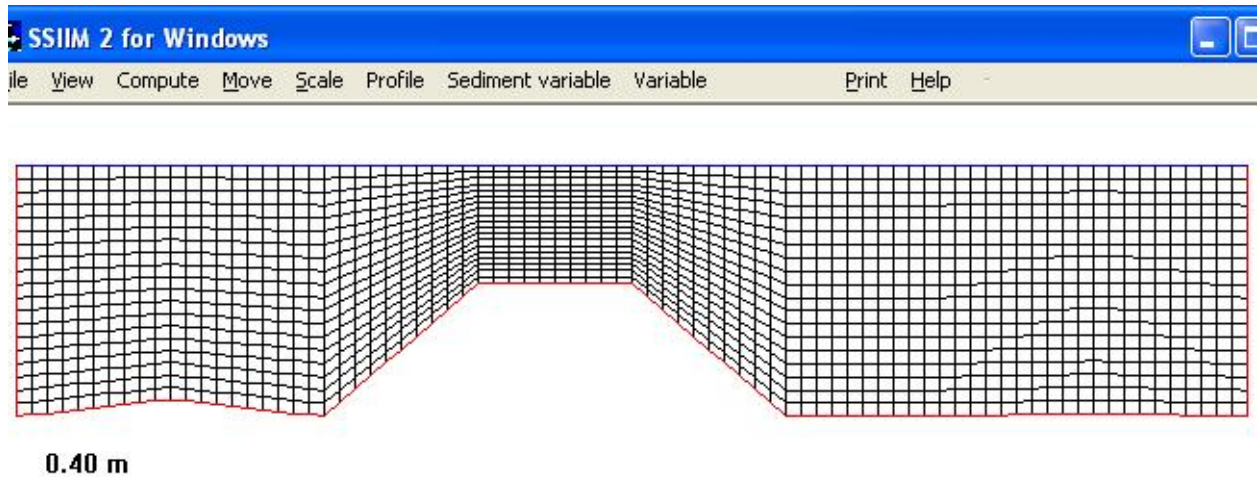 SSIIM 2 for Windows
ile View Compute Move Scale Profile Sediment variable Variable Print Help
0.40 m